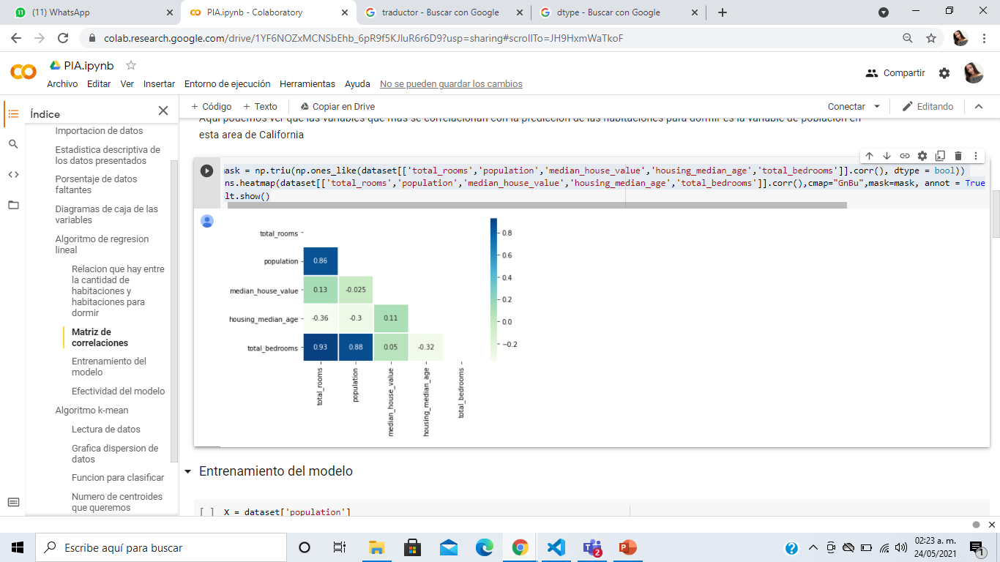 (11) WhatsApp
PIA.ipynb - Colaboratory
traductor - Buscar con Google
dtype - Buscar con Google
colab.research.google.com/drive/1YF6NOZxMCNSbEhb_6pR9f5KJIuR6r6D9?usp=sharing#scrollTo=JH9HxmWaTkoF
PIA.ipynb
Archivo Editar Ver Insertar Entorno de ejecución Herramientas Ayuda No se pueden guardar los cambios
Compartir
Índice
+ Código + Texto Copiar en Drive
Conectar
Editando
Importacion de datos
Estadistica descriptiva de
los datos presentados
Porsentaje de datos
faltantes
Diagramas de caja de las
variables
Algoritmo de regresion
lineal
Relacion que hay entre
la cantidad de
habitaciones y
habitaciones para
dormir
Matriz de
correlaciones
Entrenamiento del
modelo
Efectividad del modelo
Algoritmo k-mean
Lectura de datos
Grafica dispersion de
datos
Funcion para clasificar
Numero de centroides
que queremos
Aqui podemos ver que las variables que mas se correlacionan con la prediccion de las habitaciones para dormir es la variable de poblacion en
esta area de California
mask = np.triu(np.ones_like(dataset[['total_rooms','population','median_house_value','housing_median_age','total_bedrooms']].corr(), dtype = bool))
ns.heatmap(dataset[['total_rooms','population','median_house_value','housing_median_age','total_bedrooms']].corr(),cmap="GnBu",mask=mask, annot = True
lt.show()
total_rooms
population 0.86
median_house_value 0.13 -0.025
housing_median_age -0.36 -0.3 0.11
total_bedrooms 0.93 0.88 0.05 -0.32
total_rooms
population
median_house_value
housing_median_age
total_bedrooms
0.8
0.6
0.4
0.2
0.0
-0.2
Entrenamiento del modelo
[ ] X = dataset['population']
Escribe aquí para buscar
2
02:23 a. m.
24/05/2021
1